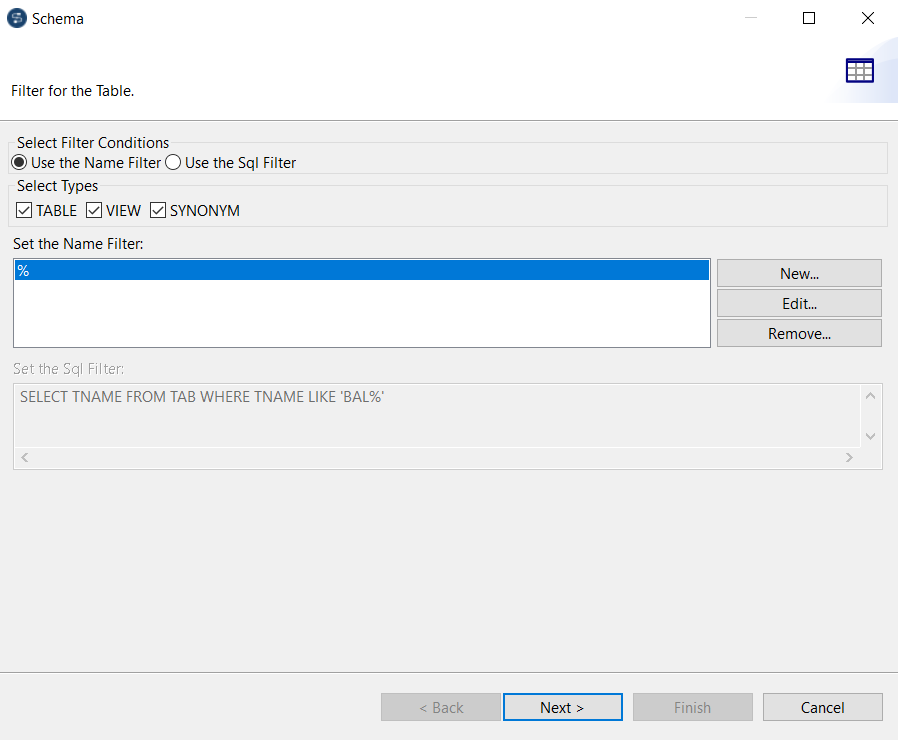 Schema
Filter for the Table.
Select Filter Conditions
Use the Name Filter Use the Sql Filter
Select Types
TABLE VIEW SYNONYM
Set the Name Filter:
%
New...
Edit...
Remove...
Set the Sql Filter:
SELECT TNAME FROM TAB WHERE TNAME LIKE 'BAL%'
< Back Next > Finish Cancel